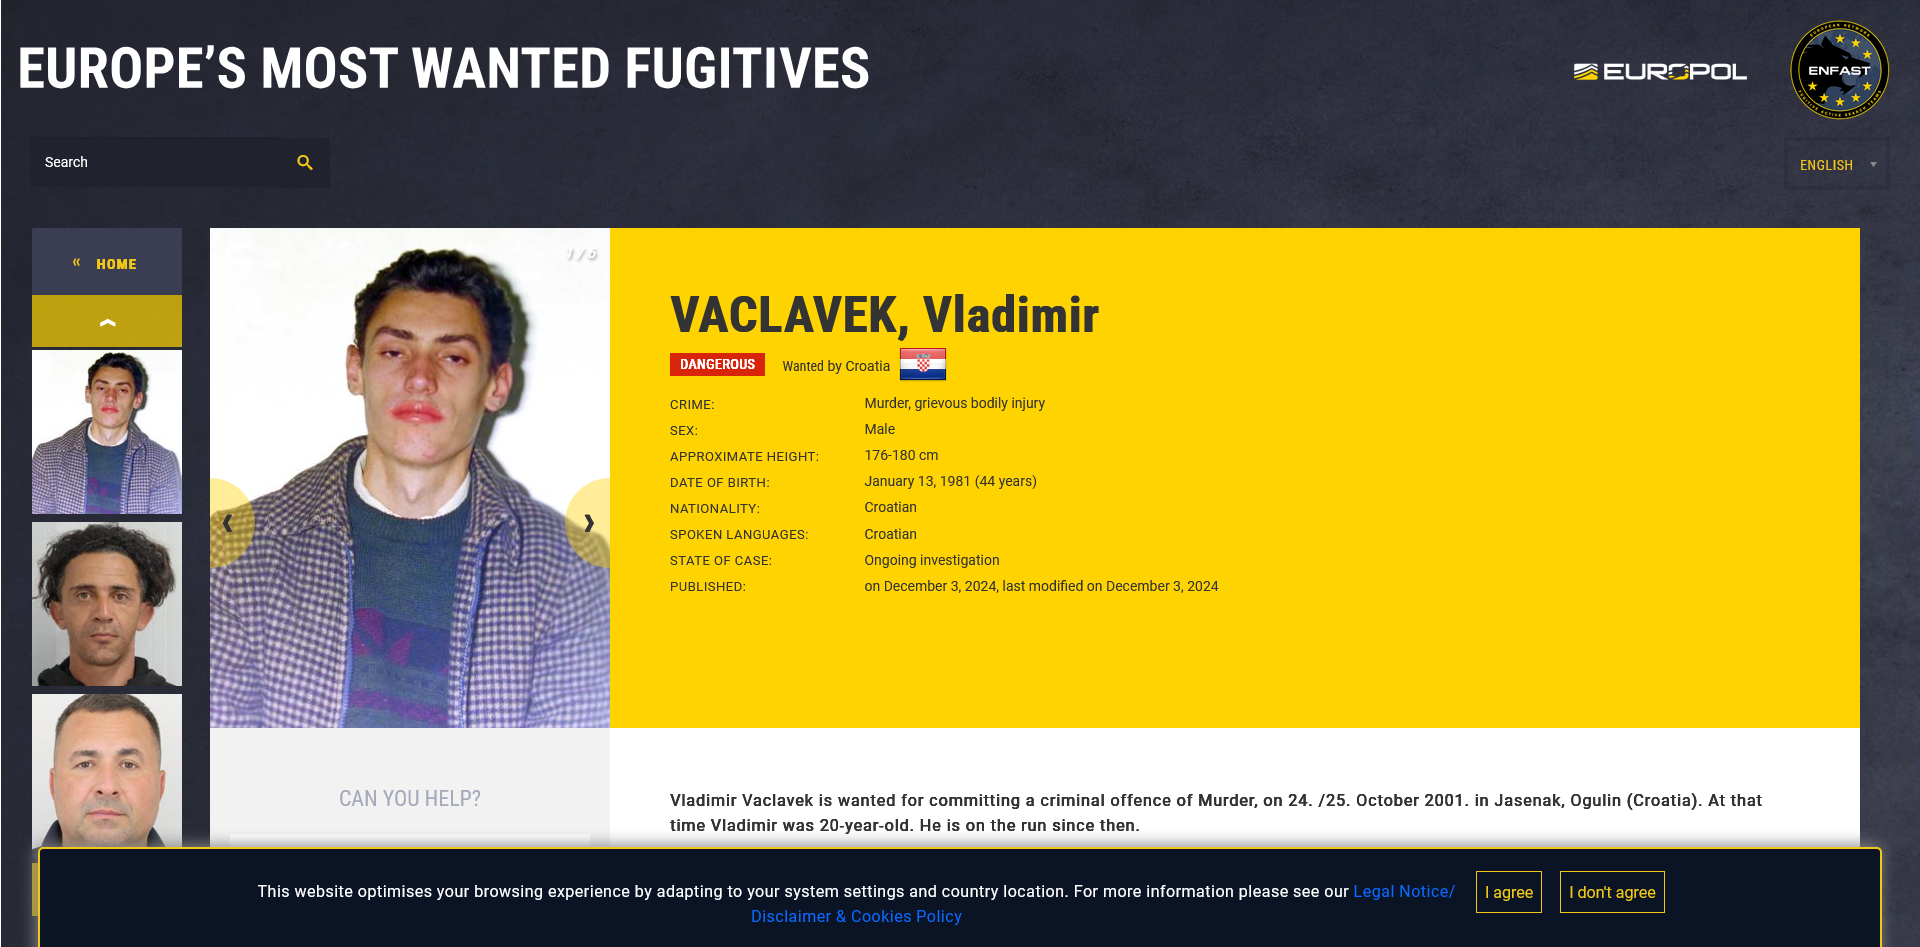 EUROPE'S MOST WANTED FUGITIVES
EUROPOL
ENFAST
Search
ENGLISH
« HOME
1 / 6
VACLAVEK, Vladimir
DANGEROUS Wanted by Croatia
CRIME: Murder, grievous bodily injury
SEX: Male
APPROXIMATE HEIGHT: 176-180 cm
DATE OF BIRTH: January 13, 1981 (44 years)
NATIONALITY: Croatian
SPOKEN LANGUAGES: Croatian
STATE OF CASE: Ongoing investigation
PUBLISHED: on December 3, 2024, last modified on December 3, 2024
CAN YOU HELP?
Vladimir Vaclavek is wanted for committing a criminal offence of Murder, on 24. /25. October 2001. in Jasenak, Ogulin (Croatia). At that
time Vladimir was 20-year-old. He is on the run since then.
This website optimises your browsing experience by adapting to your system settings and country location. For more information please see our Legal Notice/
Disclaimer & Cookies Policy
I agree
I don't agree